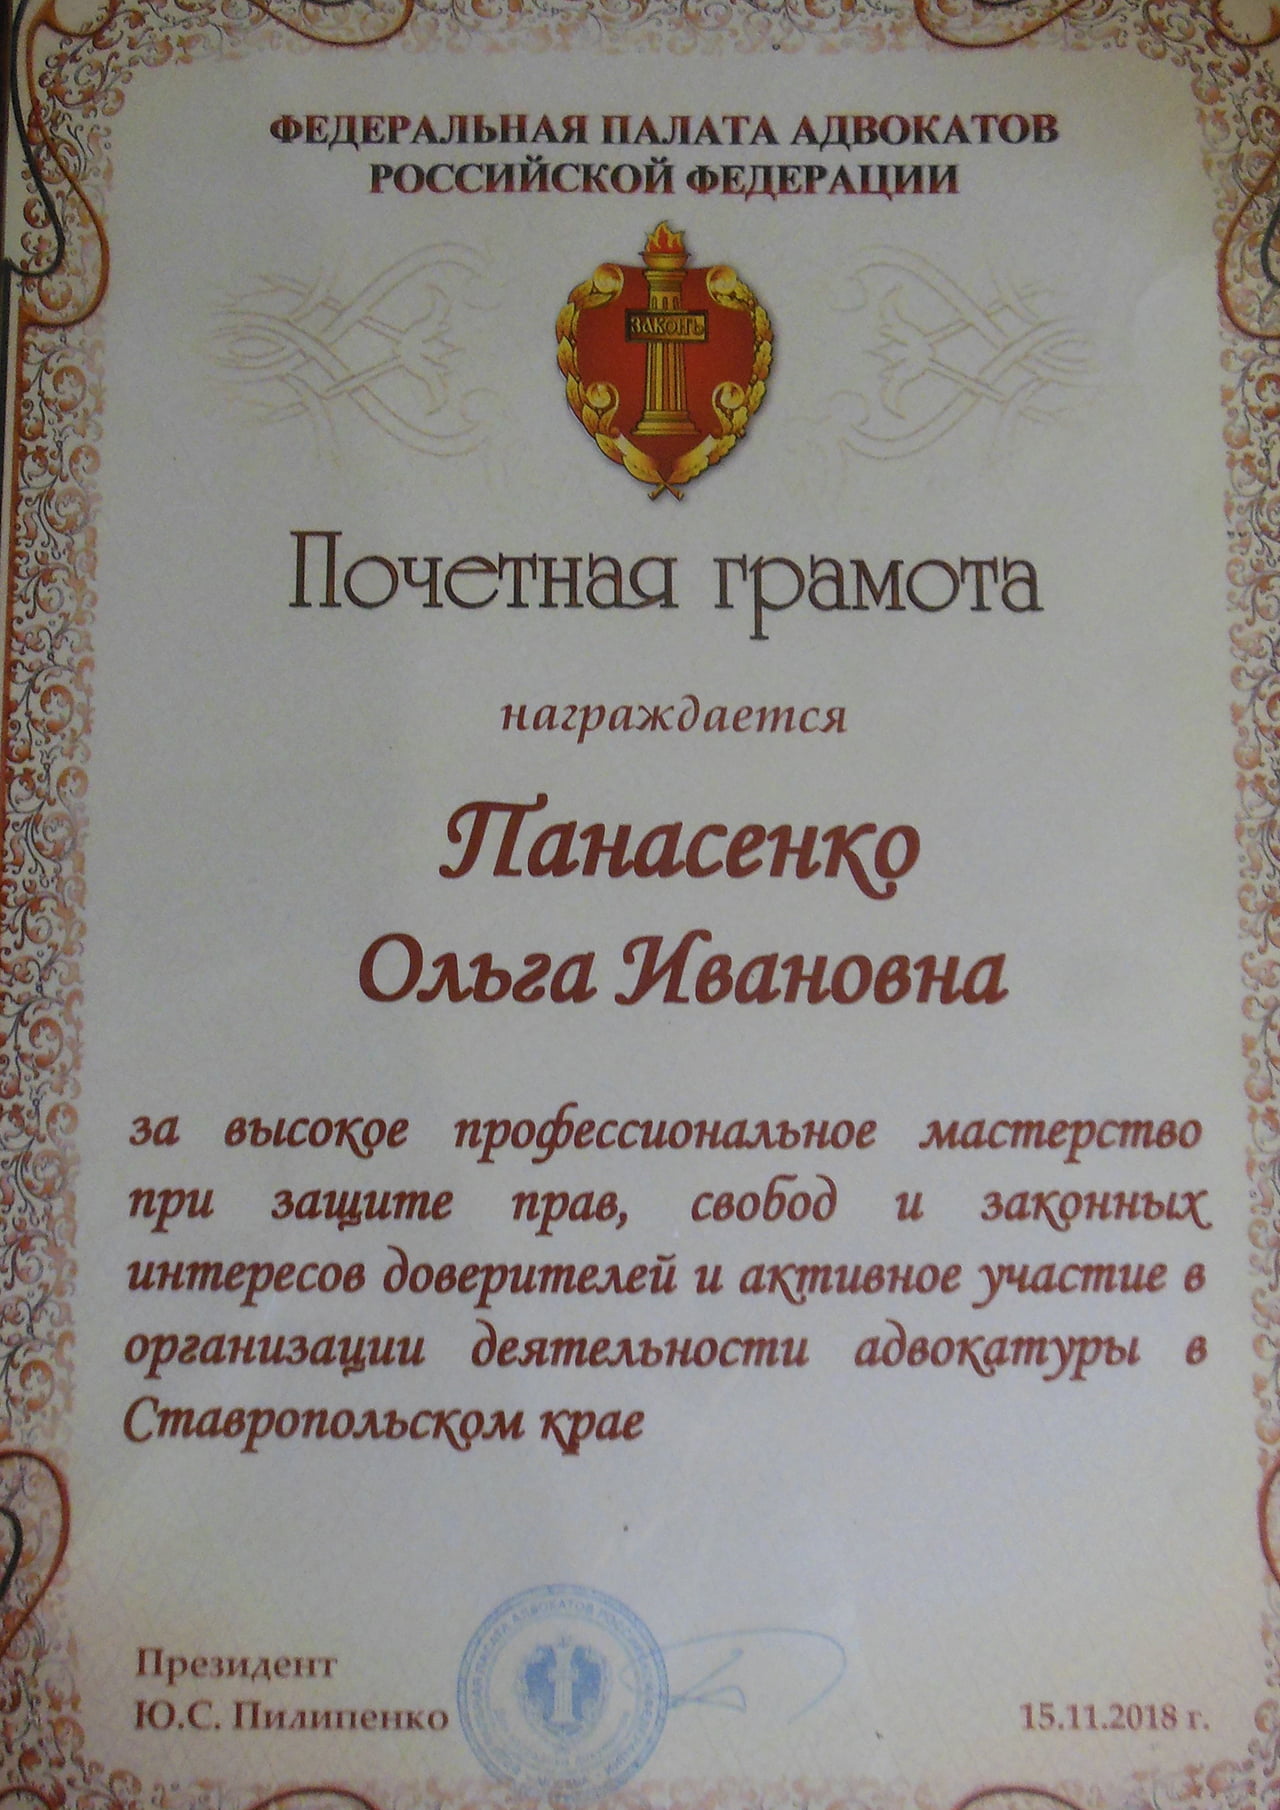 ФЕДЕРАЛЬНАЯ ПАЛАТА АДВОКАТОВ
РОССИЙСКОЙ ФЕДЕРАЦИИ
ЗАКОНЪ
Почетная грамота
награждается
Панасенко
Ольга Ивановна
за высокое профессиональное мастерство
при защите прав, свобод и законных
интересов доверителей и активное участие в
организации деятельности адвокатуры в
Ставропольском крае
Президент
Ю.С. Пилипенко
15.11.2018 г.